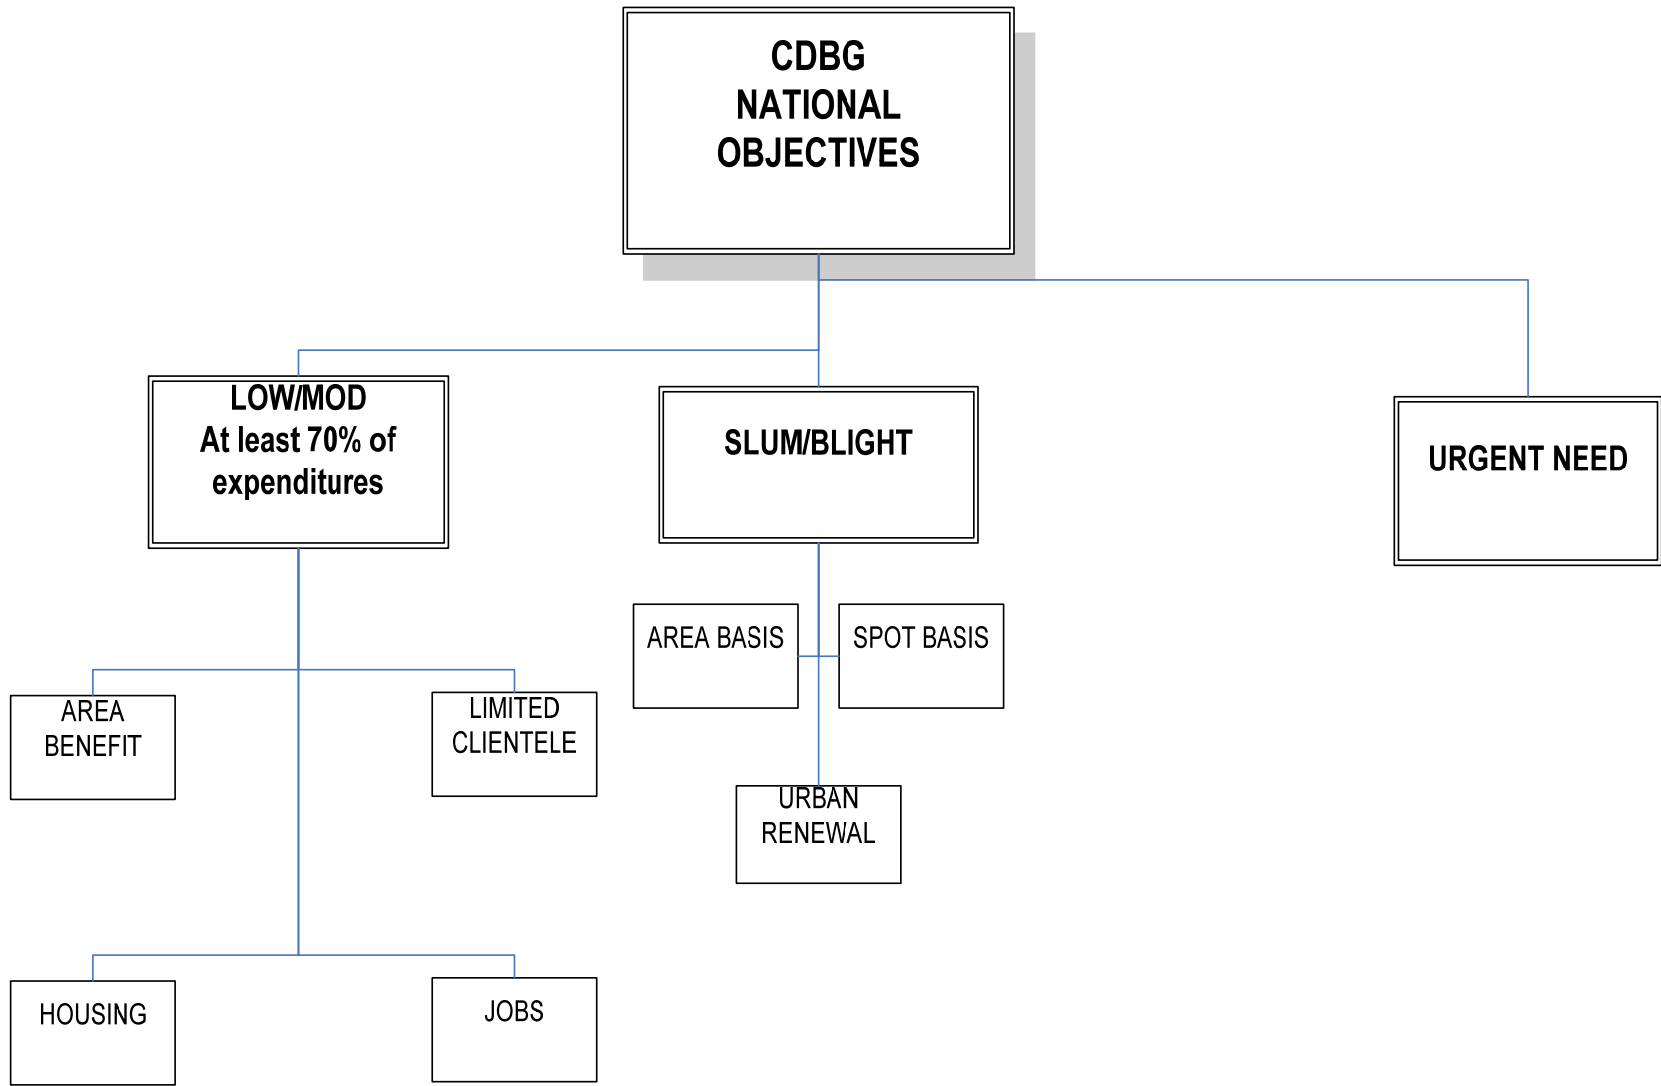 CDBG
NATIONAL
OBJECTIVES
LOW/MOD
At least 70% of
expenditures
SLUM/BLIGHT
URGENT NEED
AREA BASIS
SPOT BASIS
AREA
BENEFIT
LIMITED
CLIENTELE
URBAN
RENEWAL
HOUSING
JOBS